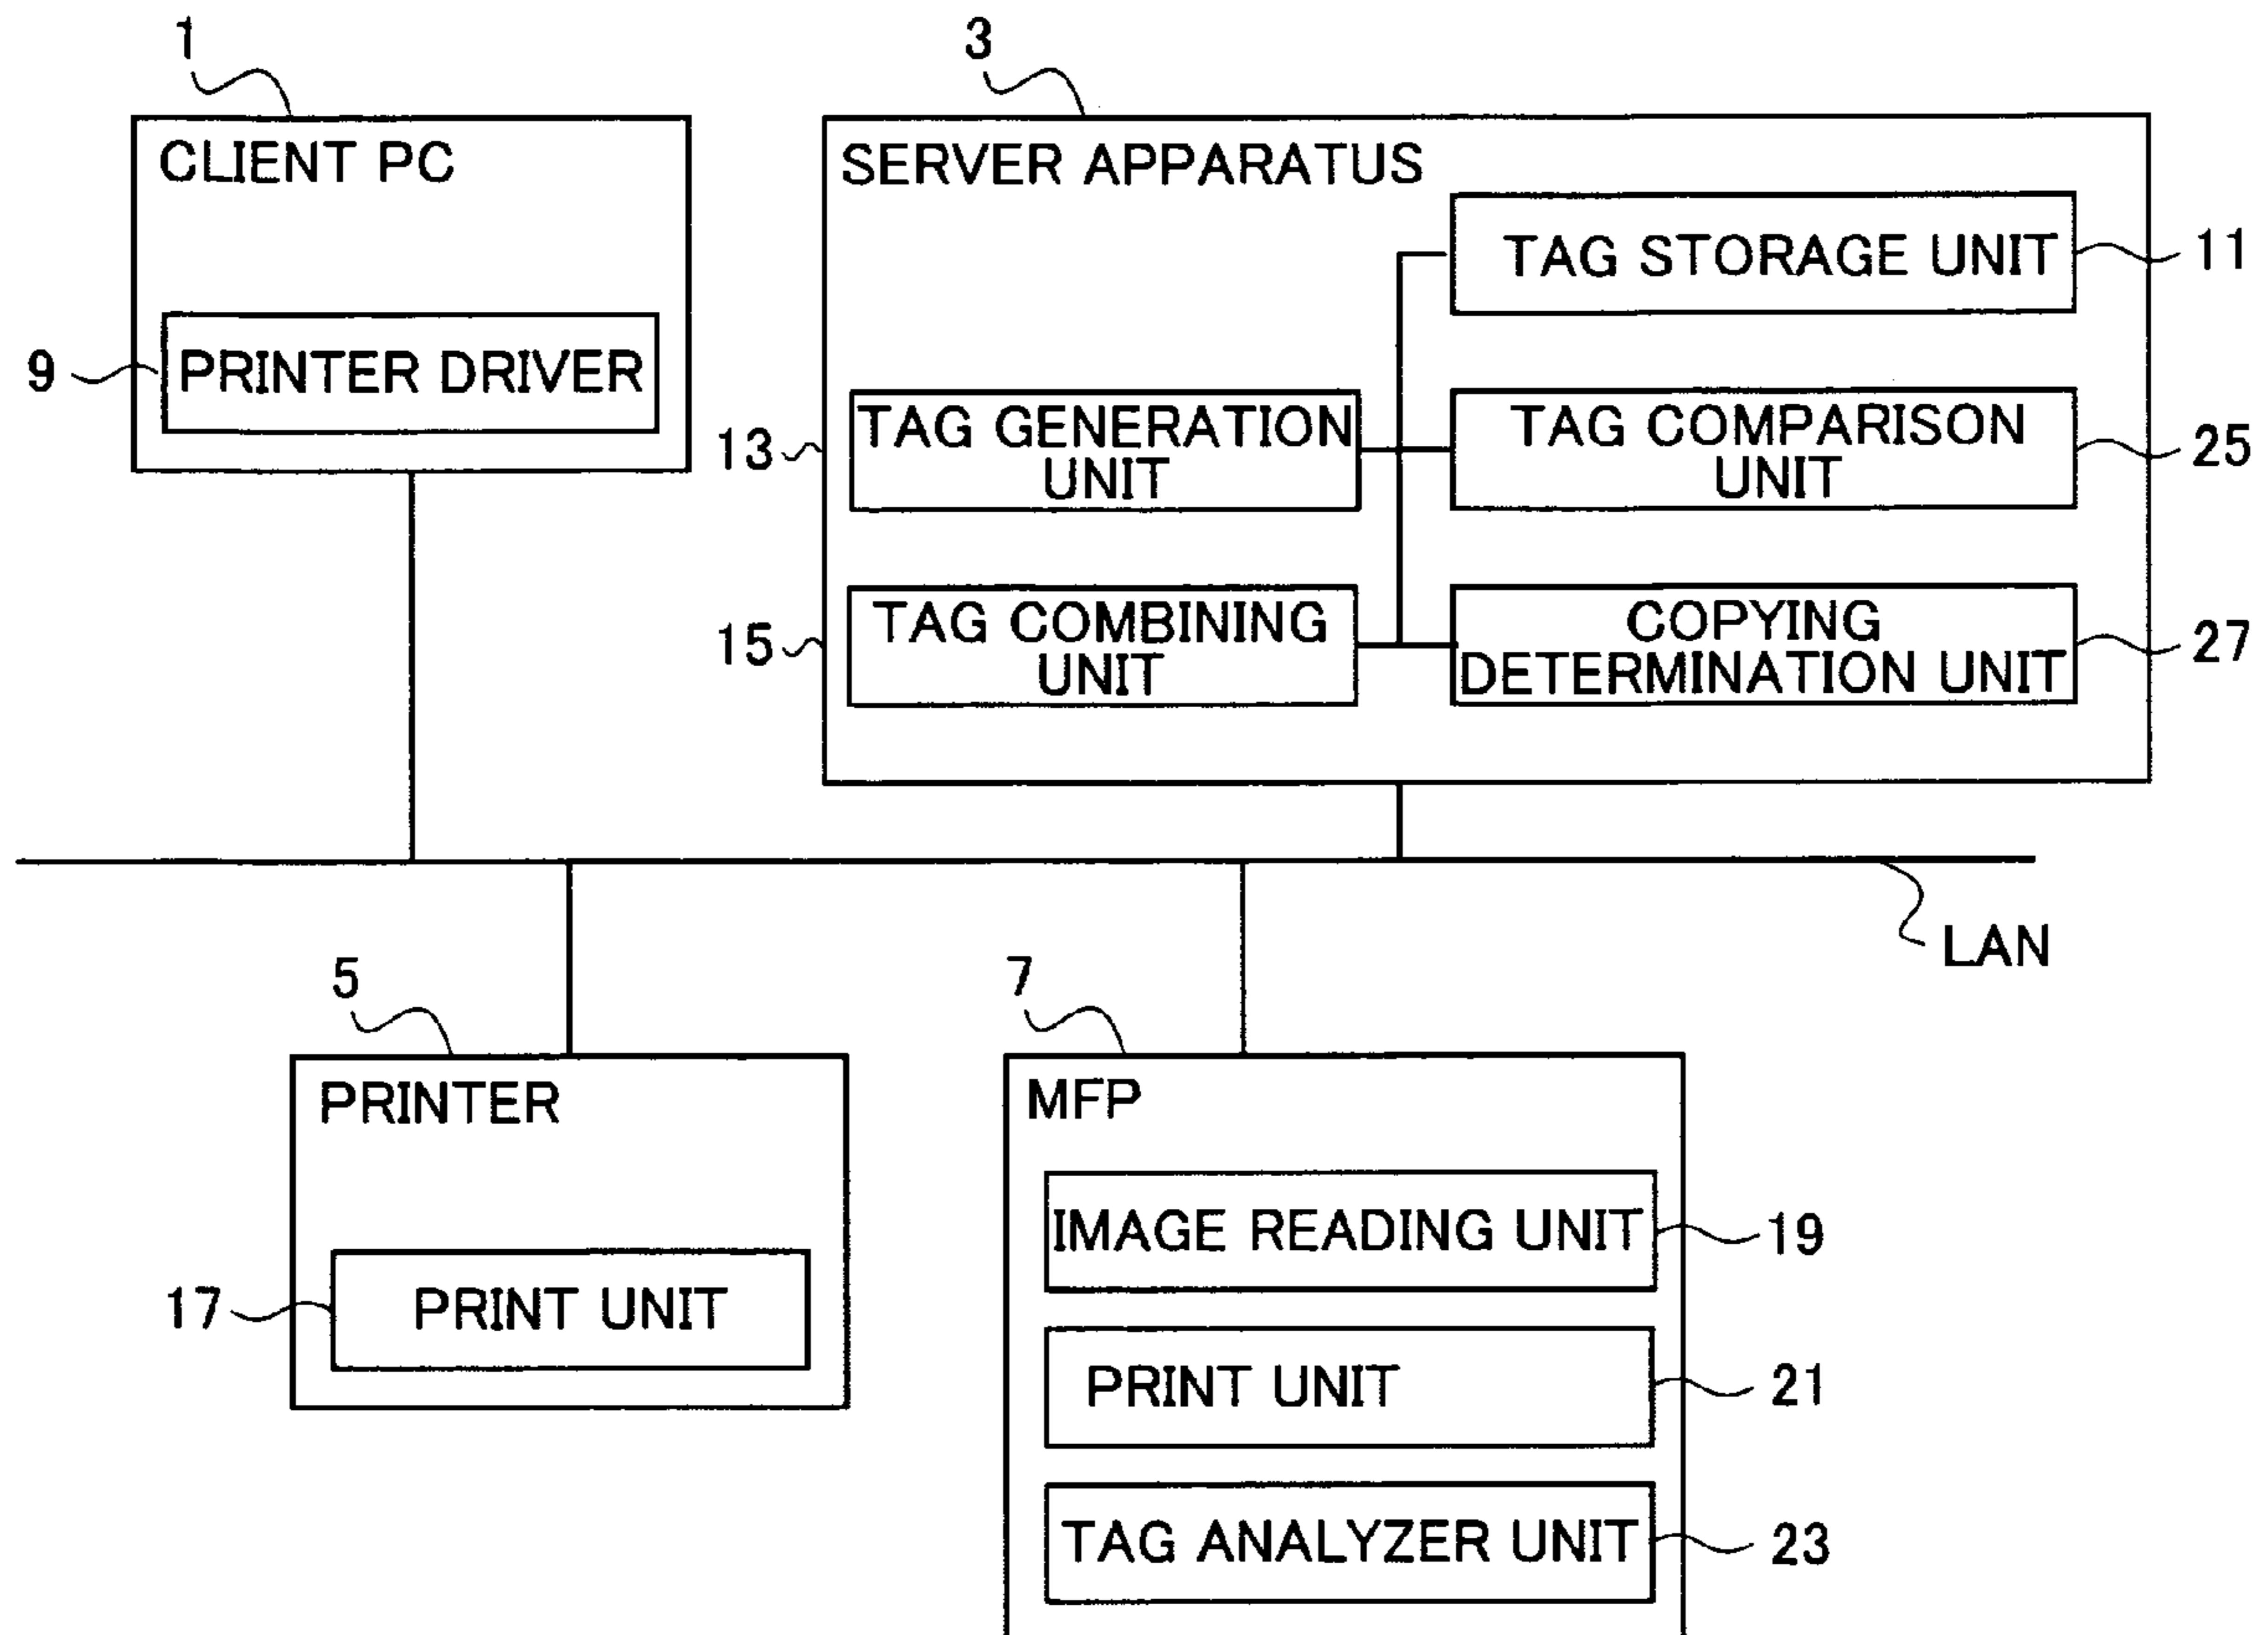 1
CLIENT PC
9
PRINTER DRIVER
3
SERVER APPARATUS
TAG STORAGE UNIT
11
13
TAG GENERATION
UNIT
TAG COMPARISON
UNIT
25
15
TAG COMBINING
UNIT
COPYING
DETERMINATION UNIT
27
LAN
5
PRINTER
17
PRINT UNIT
7
MFP
IMAGE READING UNIT
19
PRINT UNIT
21
TAG ANALYZER UNIT
23